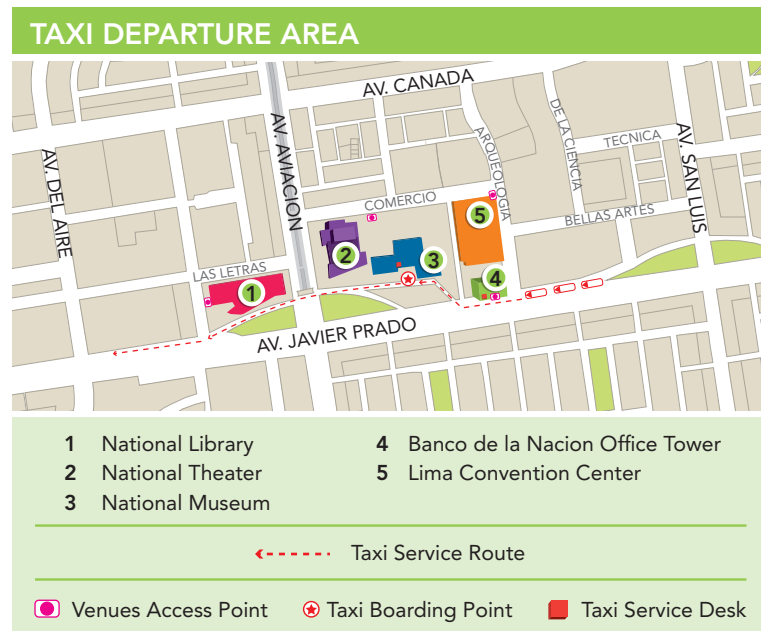 TAXI DEPARTURE AREA
AV. CANADA
AV. AVIACION
ARQUEOLOGIA
DE LA CIENCIA
TECNICA
AV. SAN LUIS
AV. DEL AIRE
COMERCIO
5
BELLAS ARTES
2
3
LAS LETRAS
4
1
AV. JAVIER PRADO
1 National Library
2 National Theater
3 National Museum
4 Banco de la Nacion Office Tower
5 Lima Convention Center
Taxi Service Route
Venues Access Point
Taxi Boarding Point
Taxi Service Desk